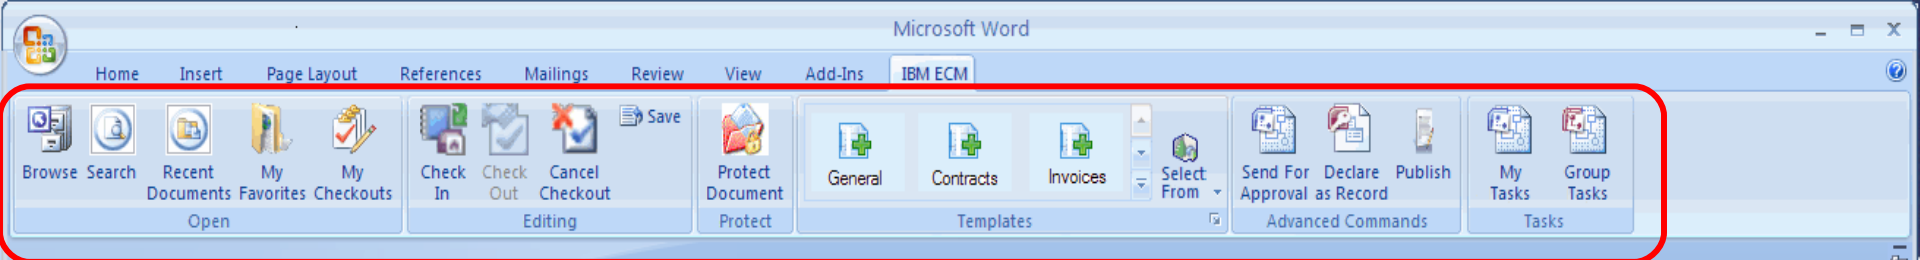 Microsoft Word
Home Insert Page Layout References Mailings Review View Add-Ins IBM ECM
Browse Search Recent Documents My Favorites My Checkouts
Open
Check In Check Out Cancel Checkout Save
Editing
Protect Document
Protect
General Contracts Invoices Select From
Templates
Send For Approval Declare as Record Publish
Advanced Commands
My Tasks Group Tasks
Tasks